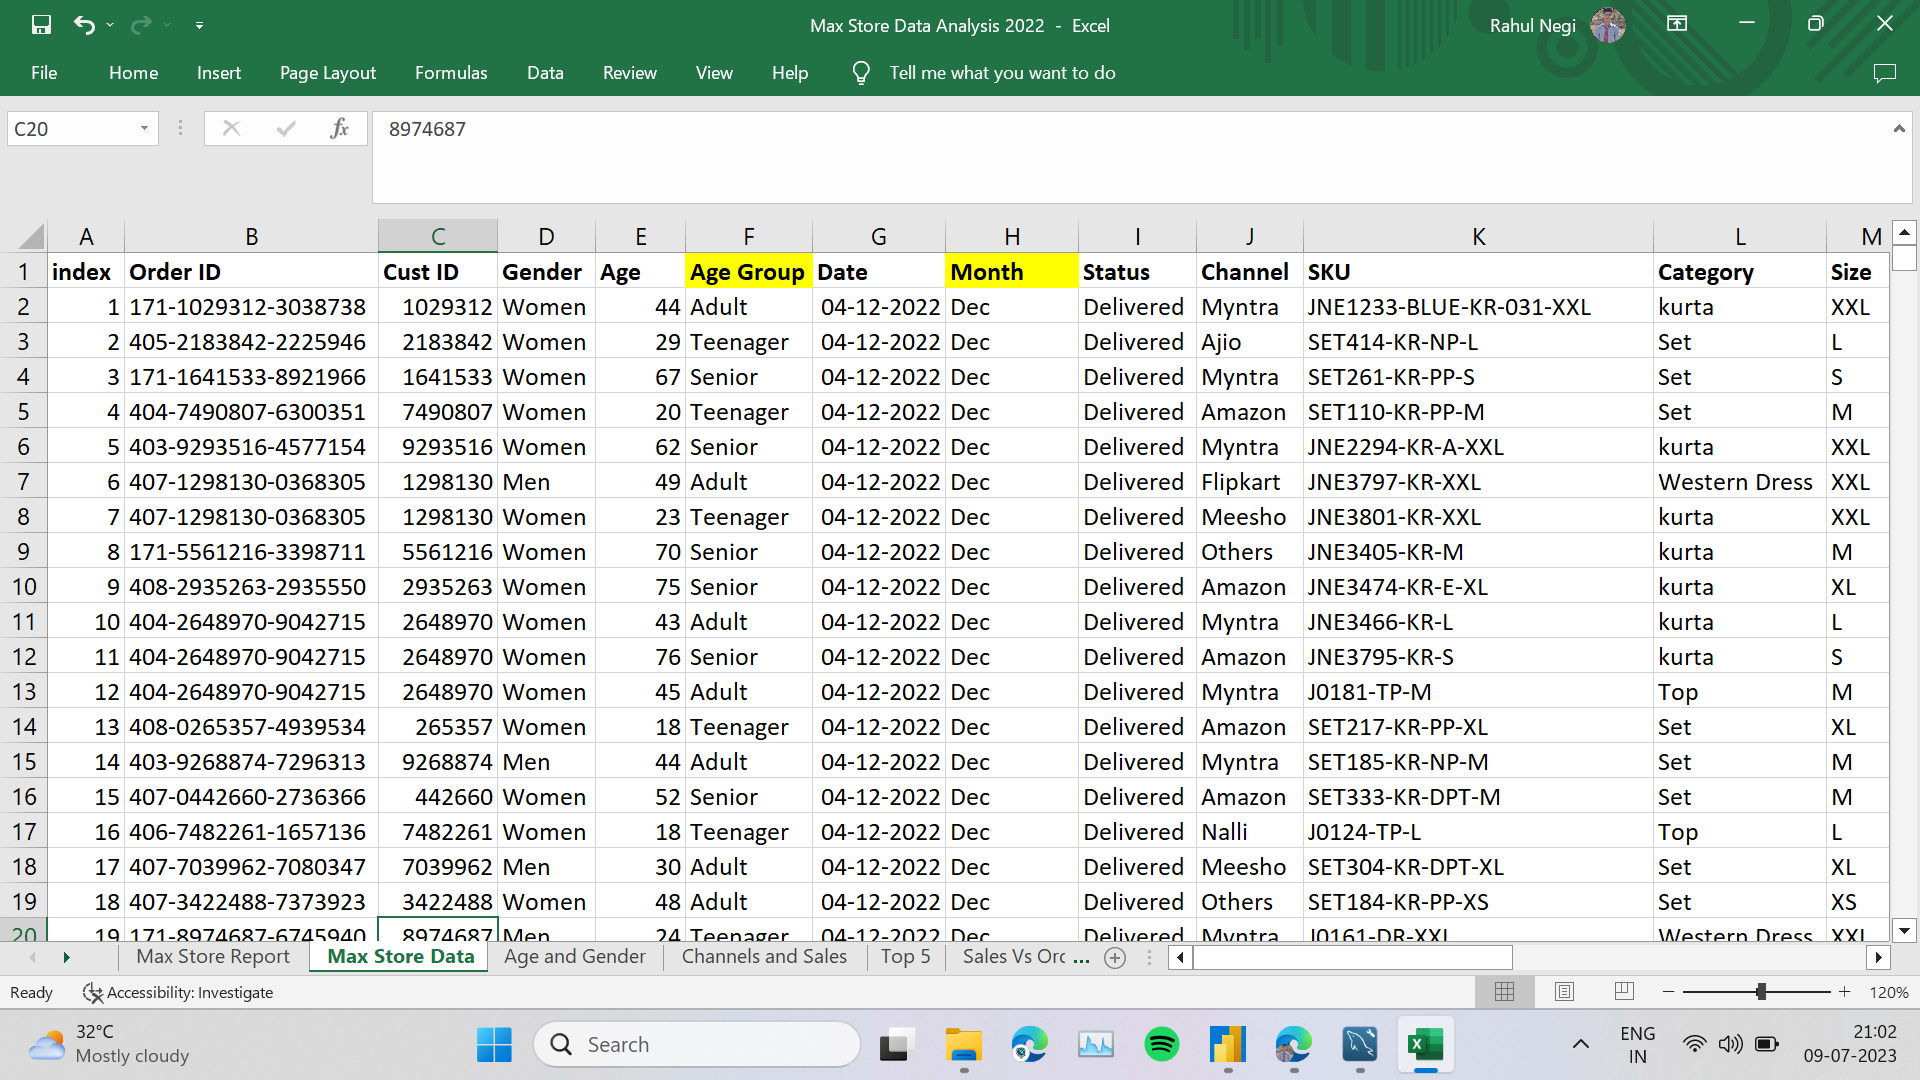 Max Store Data Analysis 2022 - Excel
Rahul Negi
File Home Insert Page Layout Formulas Data Review View Help Tell me what you want to do
C20 fx 8974687
A B C D E F G H I J K L M
1 index Order ID Cust ID Gender Age Age Group Date Month Status Channel SKU Category Size
2 1 171-1029312-3038738 1029312 Women 44 Adult 04-12-2022 Dec Delivered Myntra JNE1233-BLUE-KR-031-XXL kurta XXL
3 2 405-2183842-2225946 2183842 Women 29 Teenager 04-12-2022 Dec Delivered Ajio SET414-KR-NP-L Set L
4 3 171-1641533-8921966 1641533 Women 67 Senior 04-12-2022 Dec Delivered Myntra SET261-KR-PP-S Set S
5 4 404-7490807-6300351 7490807 Women 20 Teenager 04-12-2022 Dec Delivered Amazon SET110-KR-PP-M Set M
6 5 403-9293516-4577154 9293516 Women 62 Senior 04-12-2022 Dec Delivered Myntra JNE2294-KR-A-XXL kurta XXL
7 6 407-1298130-0368305 1298130 Men 49 Adult 04-12-2022 Dec Delivered Flipkart JNE3797-KR-XXL Western Dress XXL
8 7 407-1298130-0368305 1298130 Women 23 Teenager 04-12-2022 Dec Delivered Meesho JNE3801-KR-XXL kurta XXL
9 8 171-5561216-3398711 5561216 Women 70 Senior 04-12-2022 Dec Delivered Others JNE3405-KR-M kurta M
10 9 408-2935263-2935550 2935263 Women 75 Senior 04-12-2022 Dec Delivered Amazon JNE3474-KR-E-XL kurta XL
11 10 404-2648970-9042715 2648970 Women 43 Adult 04-12-2022 Dec Delivered Myntra JNE3466-KR-L kurta L
12 11 404-2648970-9042715 2648970 Women 76 Senior 04-12-2022 Dec Delivered Amazon JNE3795-KR-S kurta S
13 12 404-2648970-9042715 2648970 Women 45 Adult 04-12-2022 Dec Delivered Myntra J0181-TP-M Top M
14 13 408-0265357-4939534 265357 Women 18 Teenager 04-12-2022 Dec Delivered Amazon SET217-KR-PP-XL Set XL
15 14 403-9268874-7296313 9268874 Men 44 Adult 04-12-2022 Dec Delivered Myntra SET185-KR-NP-M Set M
16 15 407-0442660-2736366 442660 Women 52 Senior 04-12-2022 Dec Delivered Amazon SET333-KR-DPT-M Set M
17 16 406-7482261-1657136 7482261 Women 18 Teenager 04-12-2022 Dec Delivered Nalli J0124-TP-L Top L
18 17 407-7039962-7080347 7039962 Men 30 Adult 04-12-2022 Dec Delivered Meesho SET304-KR-DPT-XL Set XL
19 18 407-3422488-7373923 3422488 Women 48 Adult 04-12-2022 Dec Delivered Others SET184-KR-PP-XS Set XS
20 19 171-8974687-6745940 8974687 Men 24 Teenager 04-12-2022 Dec Delivered Myntra J0161-DR-XXL Western Dress XXL
Max Store Report Max Store Data Age and Gender Channels and Sales Top 5 Sales Vs Orc ...
Ready Accessibility: Investigate 120%
32°C
Mostly cloudy
Search
ENG
IN
21:02
09-07-2023